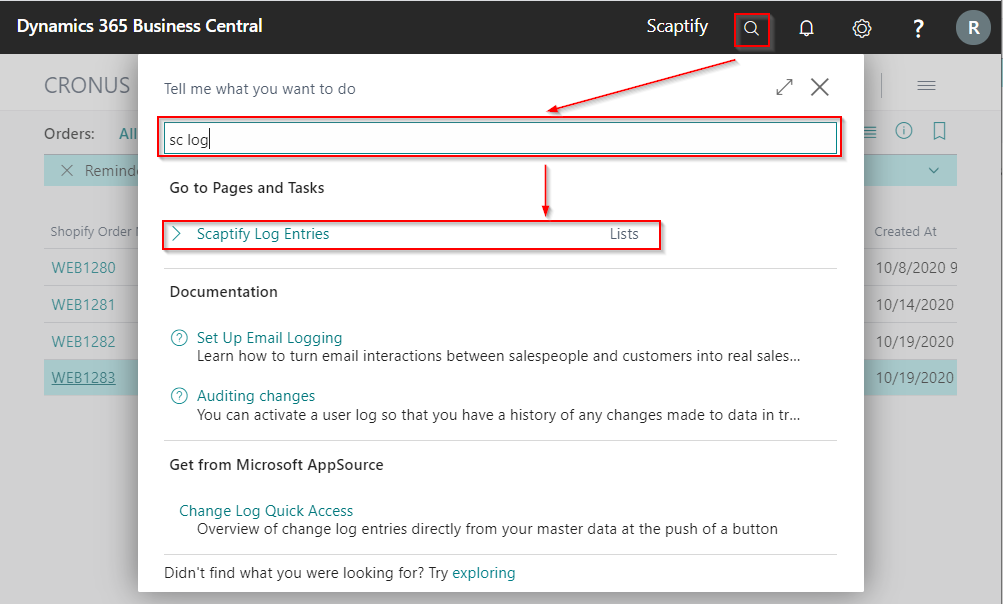 Dynamics 365 Business Central
Scaptify
?
R
CRONUS
Tell me what you want to do
Orders:
All
sc log
Go to Pages and Tasks
Scaptify Log Entries
Lists
Shopify Order
Created At
WEB1280
10/8/2020 9
Documentation
WEB1281
10/14/2020
Set Up Email Logging
WEB1282
10/19/2020
Learn how to turn email interactions between salespeople and customers into real sales...
WEB1283
10/19/2020
Auditing changes
You can activate a user log so that you have a history of any changes made to data in tr...
Get from Microsoft AppSource
Change Log Quick Access
Overview of change log entries directly from your master data at the push of a button
Didn't find what you were looking for? Try exploring